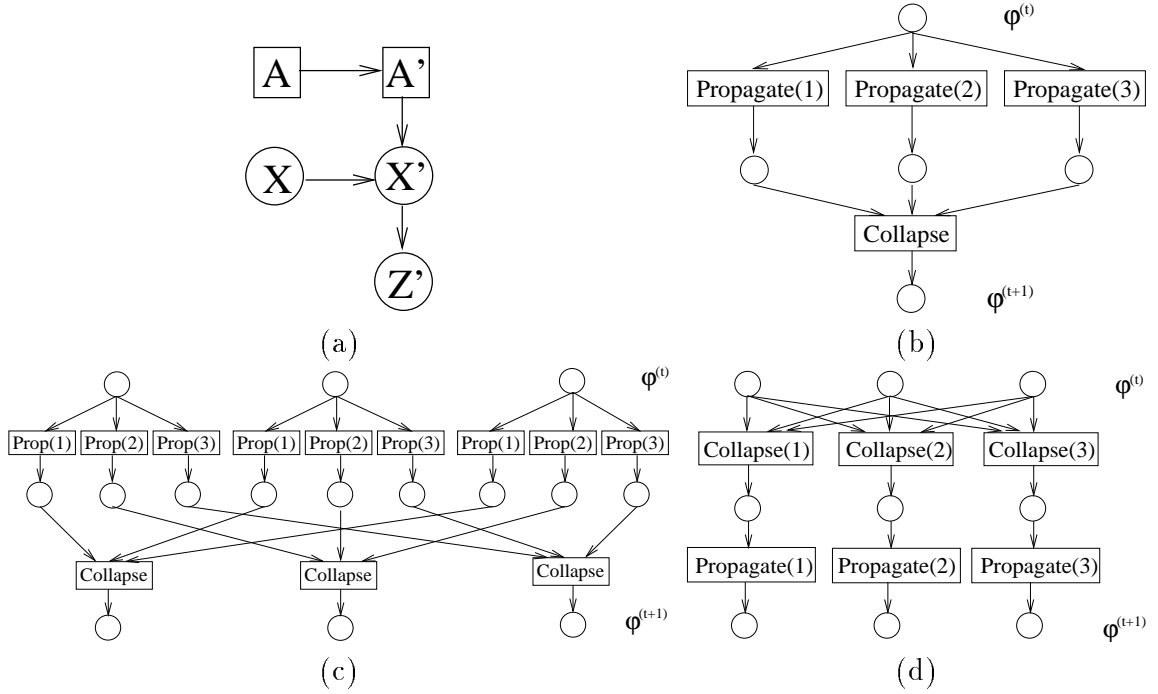 A A'
X X'
Z'
(a)
φ(t)
Propagate(1) Propagate(2) Propagate(3)
Collapse
φ(t+1)
(b)
φ(t)
Prop(1) Prop(2) Prop(3) Prop(1) Prop(2) Prop(3) Prop(1) Prop(2) Prop(3)
Collapse Collapse Collapse
φ(t+1)
(c)
φ(t)
Collapse(1) Collapse(2) Collapse(3)
Propagate(1) Propagate(2) Propagate(3)
φ(t+1)
(d)